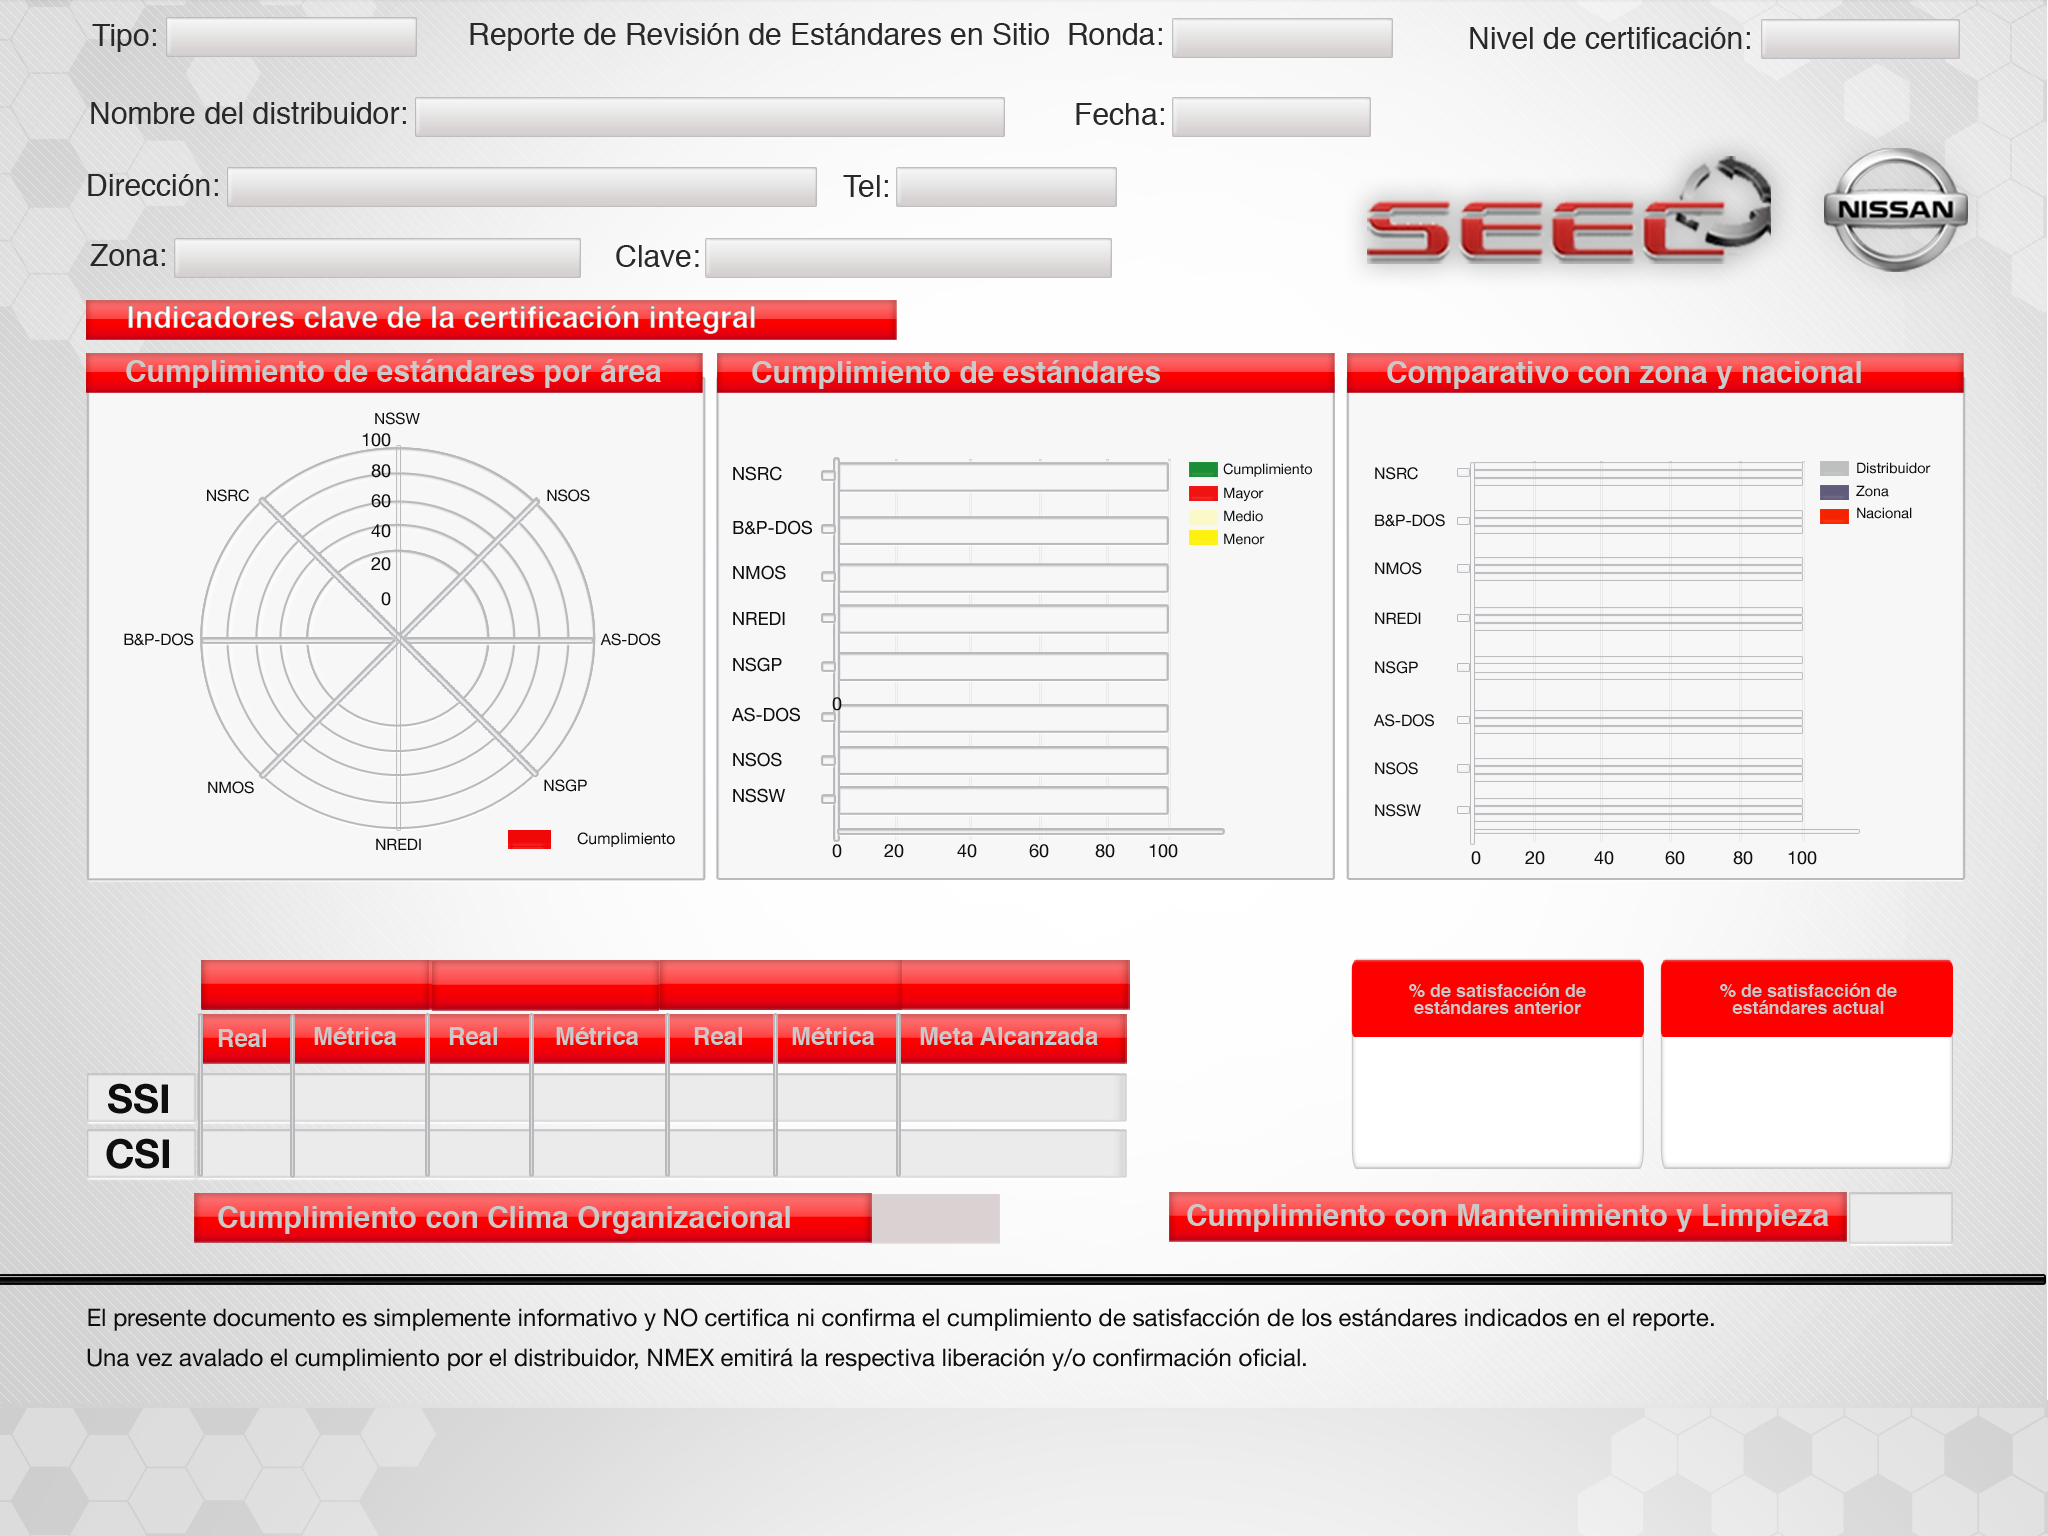 Tipo: Reporte de Revisión de Estándares en Sitio Ronda: Nivel de certificación:
Nombre del distribuidor: Fecha:
Dirección: Tel:
SEEC NISSAN
Zona: Clave:
Indicadores clave de la certificación integral
Cumplimiento de estándares por área
NSSW
100
80
NSRC NSOS
60
40
20
0
B&P-DOS AS-DOS
NMOS NSGP
NREDI
Cumplimiento
Cumplimiento de estándares
NSRC
B&P-DOS
NMOS
NREDI
NSGP
0
AS-DOS
NSOS
NSSW
0 20 40 60 80 100
Cumplimiento
Mayor
Medio
Menor
Comparativo con zona y nacional
NSRC
B&P-DOS
NMOS
NREDI
NSGP
AS-DOS
NSOS
NSSW
0 20 40 60 80 100
Distribuidor
Zona
Nacional
Real Métrica Real Métrica Real Métrica Meta Alcanzada
SSI
CSI
% de satisfacción de
estándares anterior
% de satisfacción de
estándares actual
Cumplimiento con Clima Organizacional
Cumplimiento con Mantenimiento y Limpieza
El presente documento es simplemente informativo y NO certifica ni confirma el cumplimiento de satisfacción de los estándares indicados en el reporte.
Una vez avalado el cumplimiento por el distribuidor, NMEX emitirá la respectiva liberación y/o confirmación oficial.